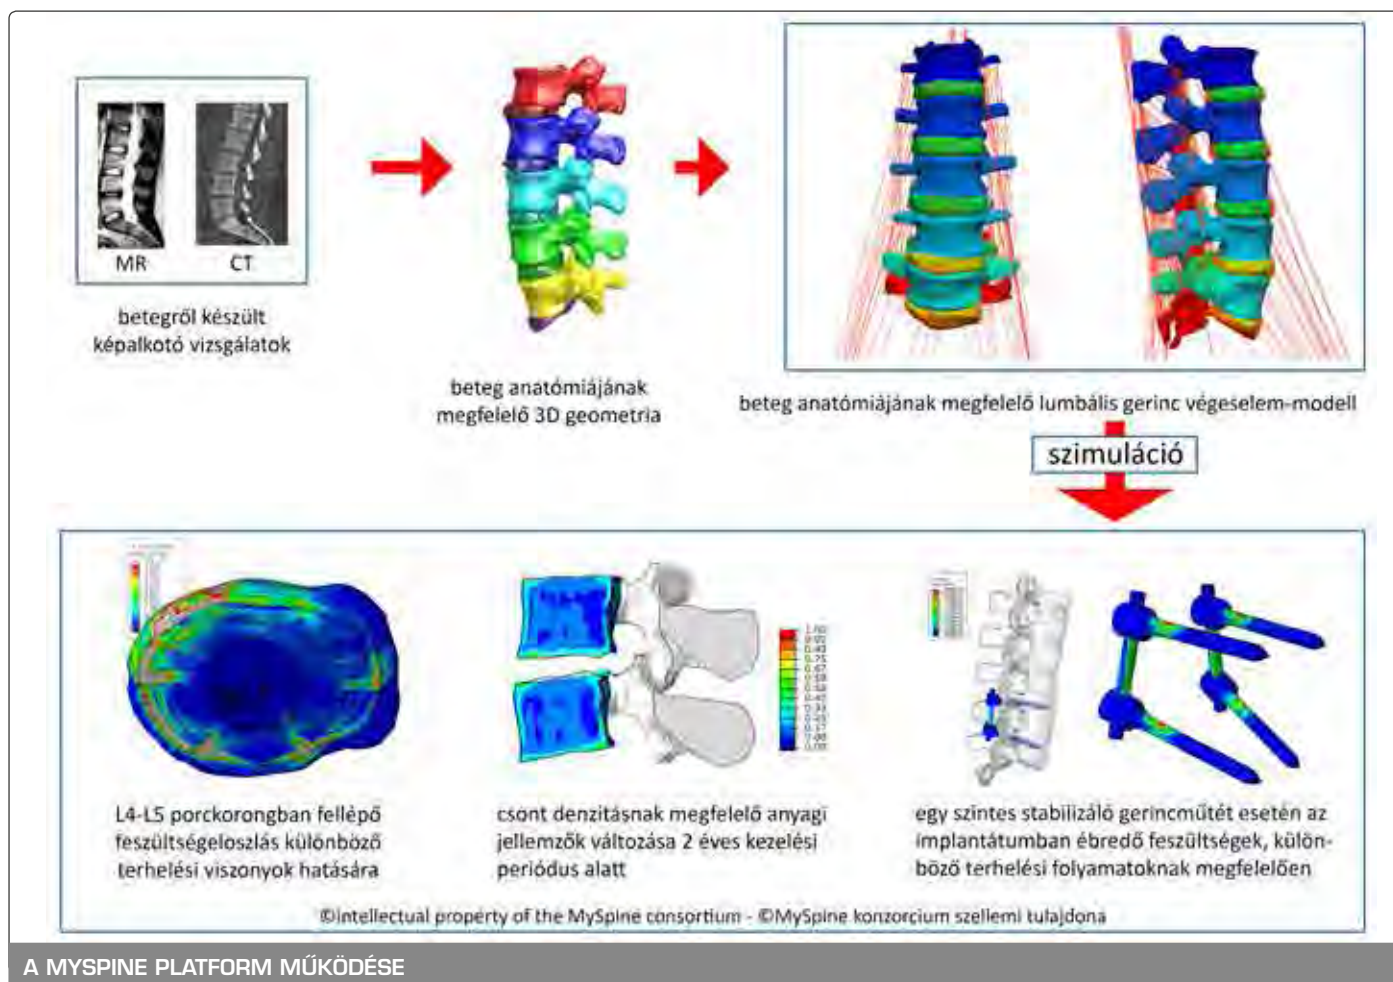 MR
CT
betegről készült
képalkotó vizsgálatok
beteg anatómiájának
megfelelő 3D geometria
beteg anatómiájának megfelelő lumbális gerinc végeselem-modell
szimuláció
L4-L5 porckorongban fellépő
feszültségeloszlás különböző
terhelési viszonyok hatására
csont denzitásnak megfelelő anyagi
jellemzők változása 2 éves kezelési
periódus alatt
egy szintes stabilizáló gerincműtét esetén az
implantátumban ébredő feszültségek, külön-
böző terhelési folyamatoknak megfelelően
©intellectual property of the MySpine consortium - ©MySpine konzorcium szellemi tulajdona
A MYSPINE PLATFORM MŰKÖDÉSE